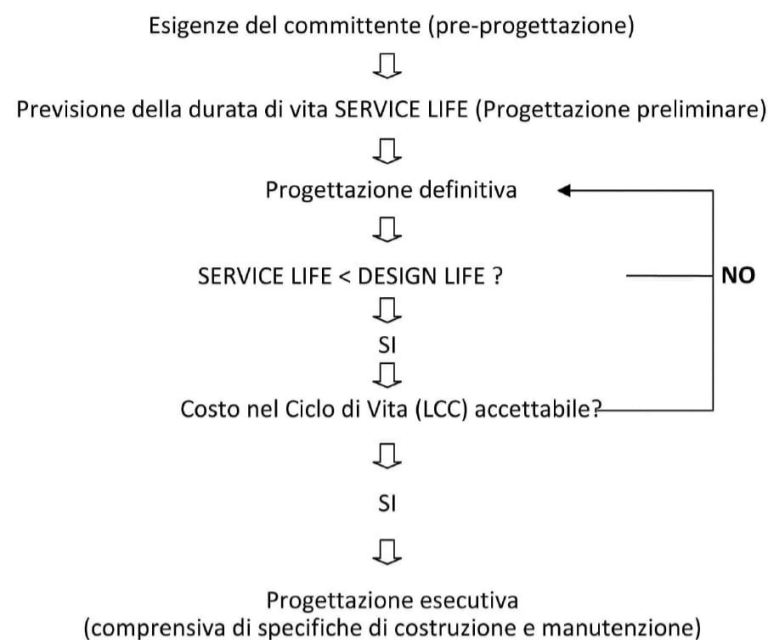 Esigenze del committente (pre-progettazione)
Previsione della durata di vita SERVICE LIFE (Progettazione preliminare)
Progettazione definitiva
SERVICE LIFE < DESIGN LIFE ?
NO
SI
Costo nel Ciclo di Vita (LCC) accettabile?
SI
Progettazione esecutiva
(comprensiva di specifiche di costruzione e manutenzione)